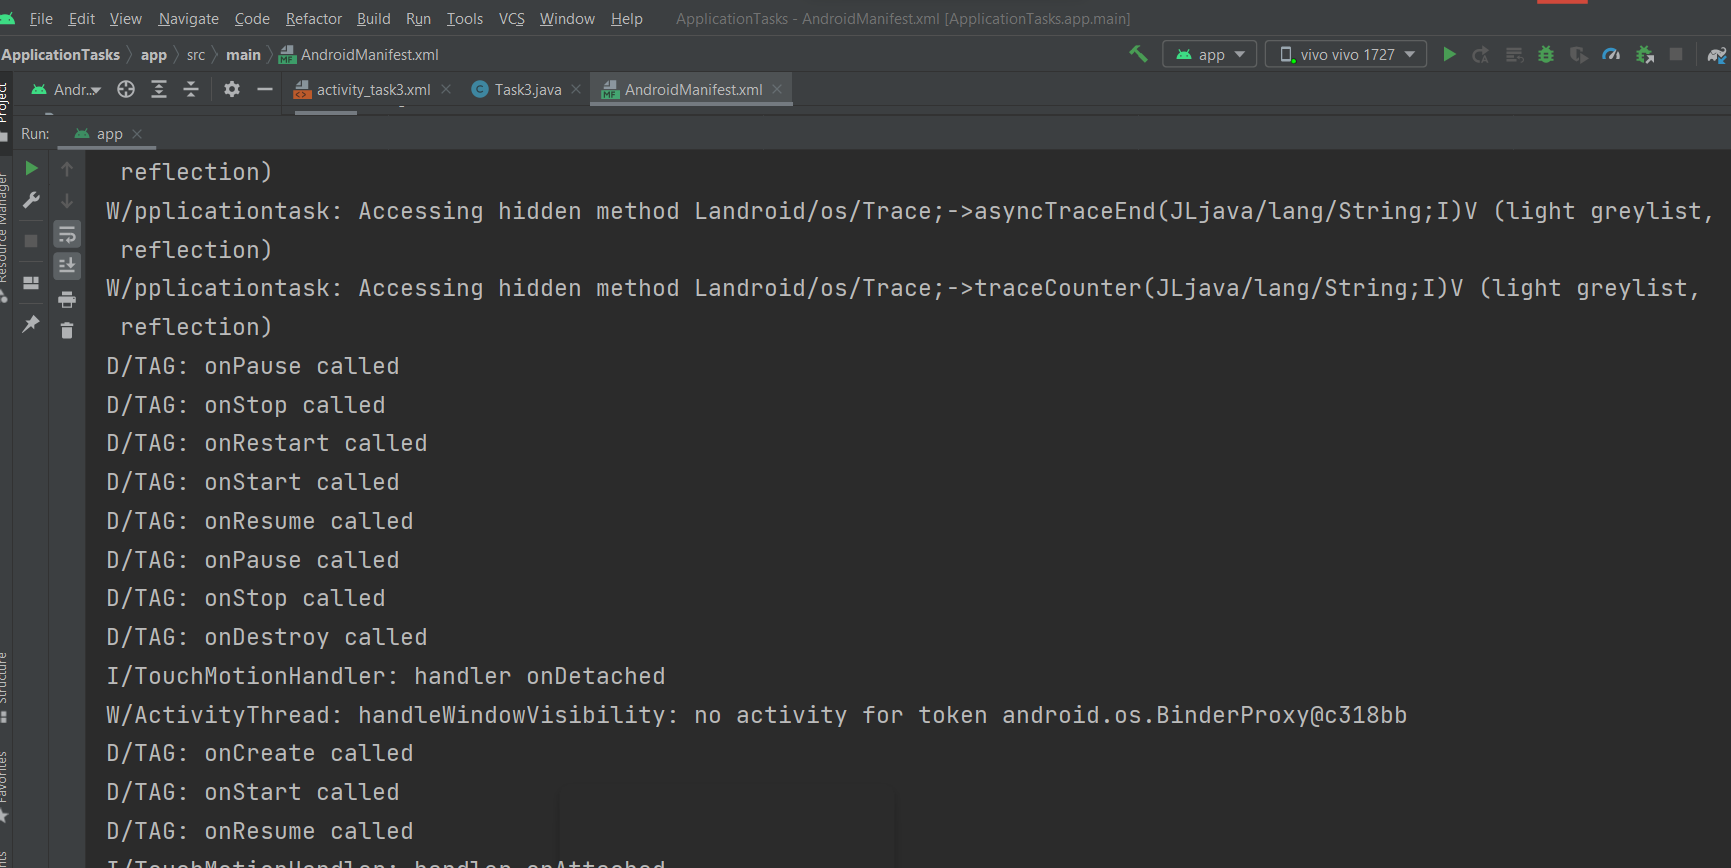 File Edit View Navigate Code Refactor Build Run Tools VCS Window Help ApplicationTasks - AndroidManifest.xml [ApplicationTasks.app.main]
ApplicationTasks app src main AndroidManifest.xml app vivo vivo 1727
Andr.. activity_task3.xml Task3.java AndroidManifest.xml
Project
Run: app
Resource Manager
reflection)
W/pplicationtask: Accessing hidden method Landroid/os/Trace;->asyncTraceEnd(JLjava/lang/String;I)V (light greylist,
reflection)
W/pplicationtask: Accessing hidden method Landroid/os/Trace;->traceCounter(JLjava/lang/String;I)V (light greylist,
reflection)
D/TAG: onPause called
D/TAG: onStop called
D/TAG: onRestart called
D/TAG: onStart called
D/TAG: onResume called
D/TAG: onPause called
D/TAG: onStop called
D/TAG: onDestroy called
I/TouchMotionHandler: handler onDetached
W/ActivityThread: handleWindowVisibility: no activity for token android.os.BinderProxy@c318bb
D/TAG: onCreate called
D/TAG: onStart called
D/TAG: onResume called
I/TouchMotionHandler: handler onAttached
Structure
Favorites